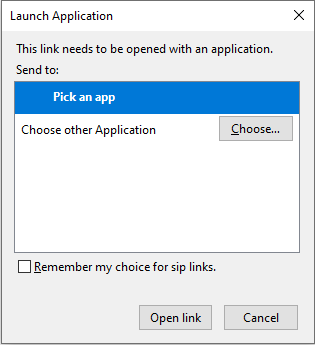 Launch Application
This link needs to be opened with an application.
Send to:
Pick an app
Choose other Application
Choose...
Remember my choice for sip links.
Open link
Cancel